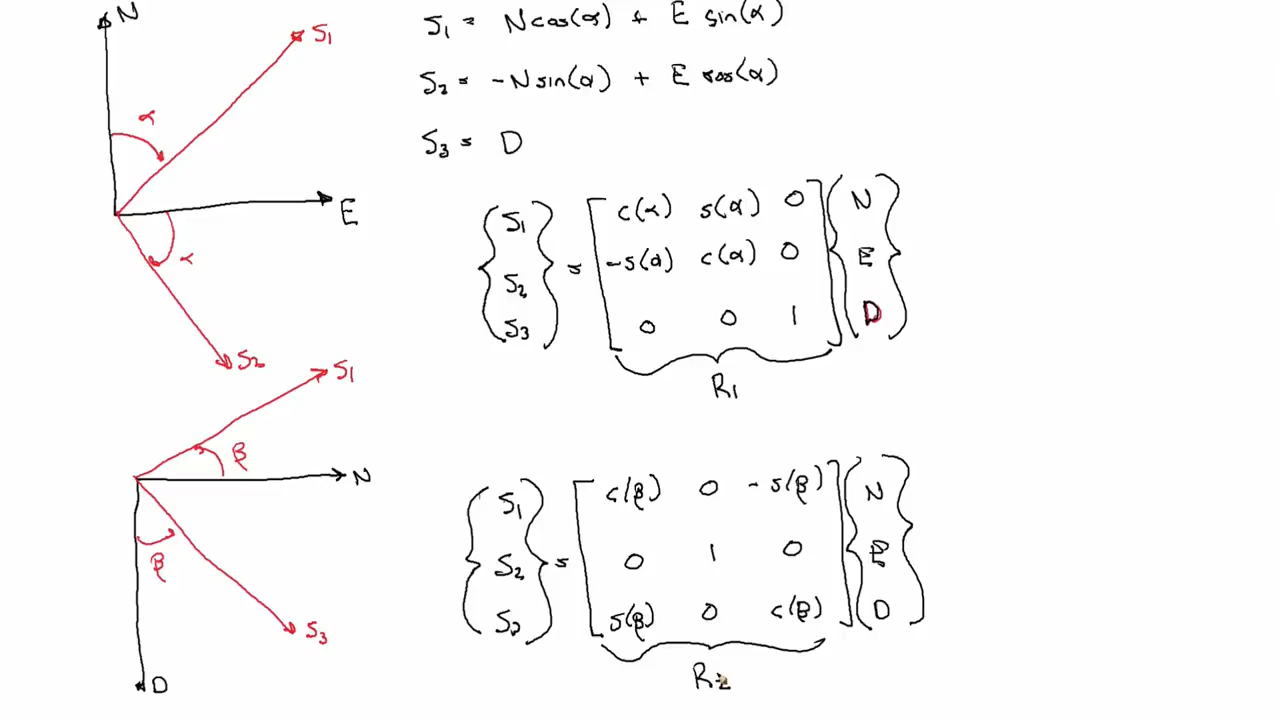 N
S₁
α
E
α
S₂
S₁ = N cos(α) + E sin(α)
S₂ = -N sin(α) + E cos(α)
S₃ = D
S₁ c(α) s(α) 0 N
S₂ = -s(α) c(α) 0 E
S₃ 0 0 1 D
R₁
S₁
β
N
β
S₃
D
S₁ c(β) 0 -s(β) N
S₂ = 0 1 0 E
S₃ s(β) 0 c(β) D
R₂